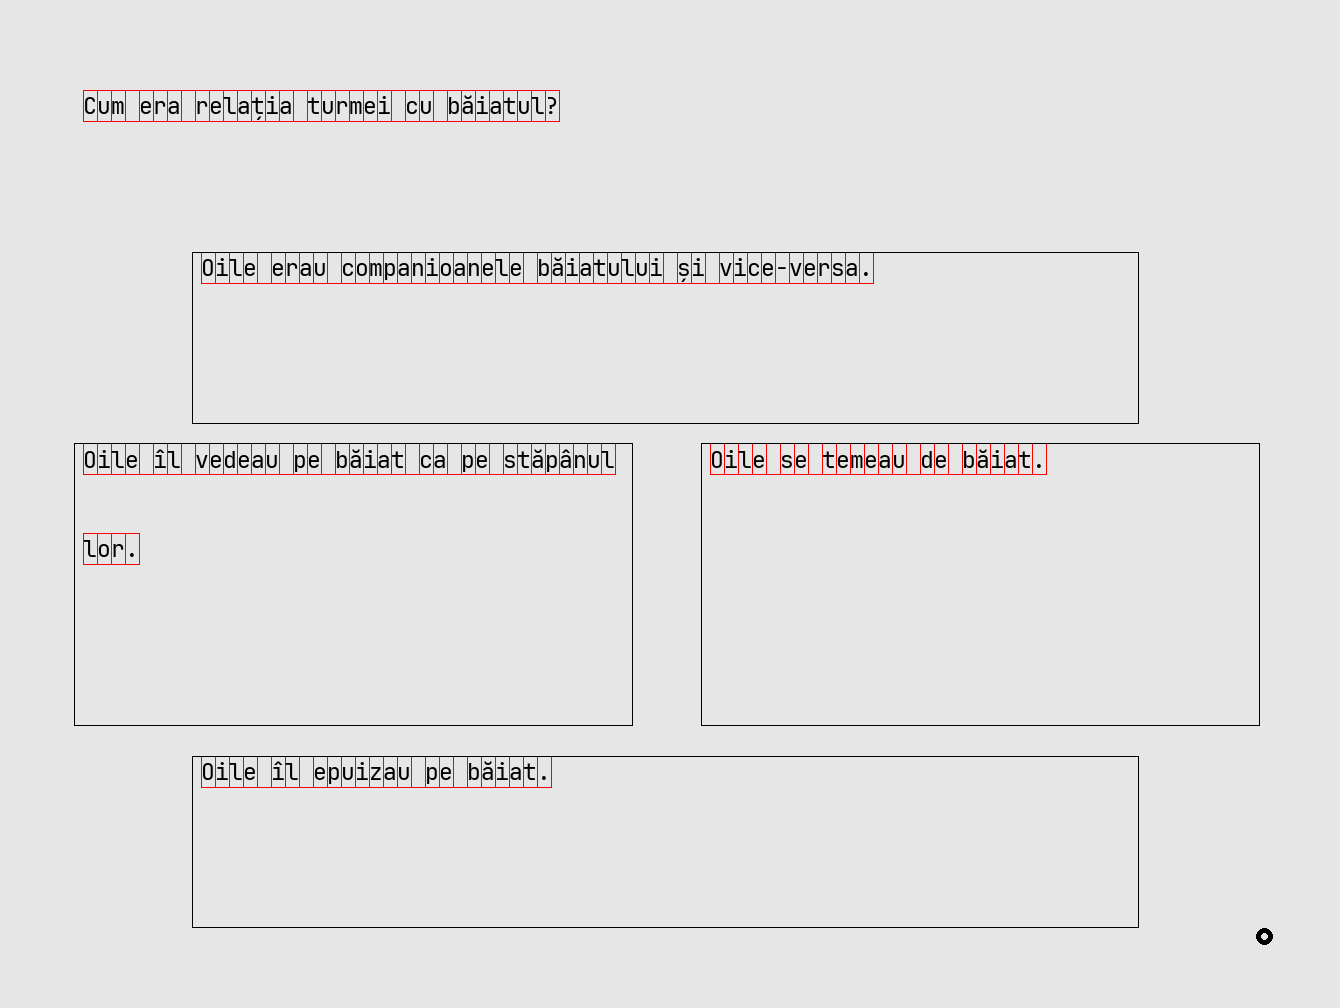 Cum era relația turmei cu băiatul?
Oile erau companioanele băiatului și vice-versa.
Oile îl vedeau pe băiat ca pe stăpânul
lor.
Oile se temeau de băiat.
Oile îl epuizau pe băiat.